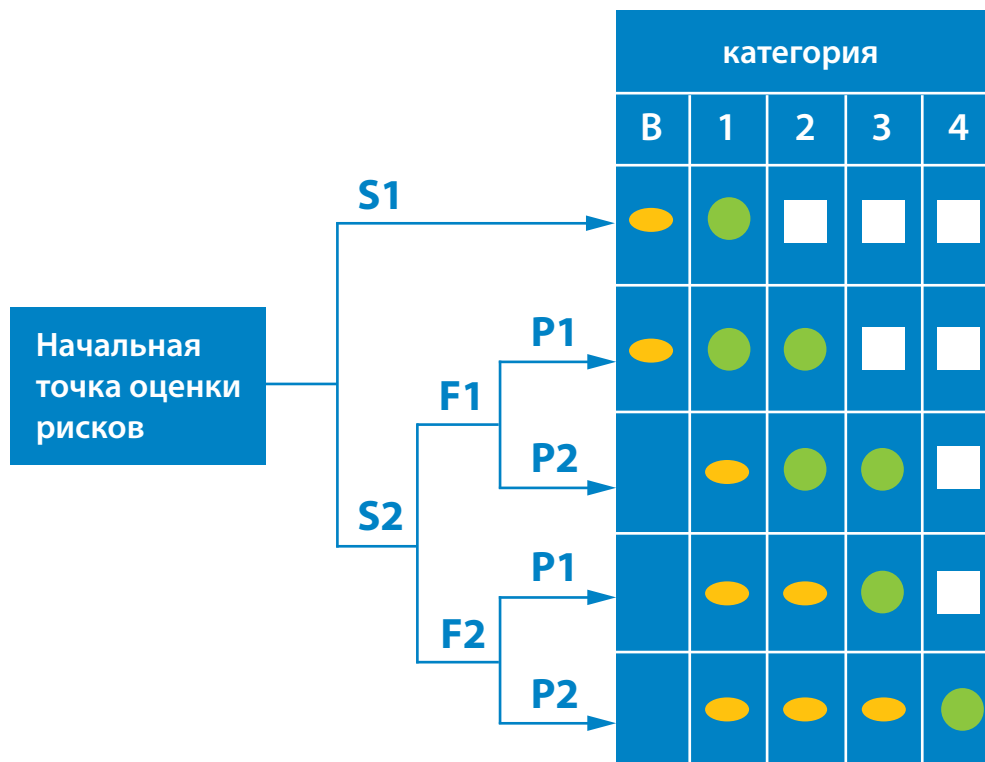 категория
B 1 2 3 4
S1
P1
Начальная
точка оценки
рисков
F1
P2
S2
P1
F2
P2